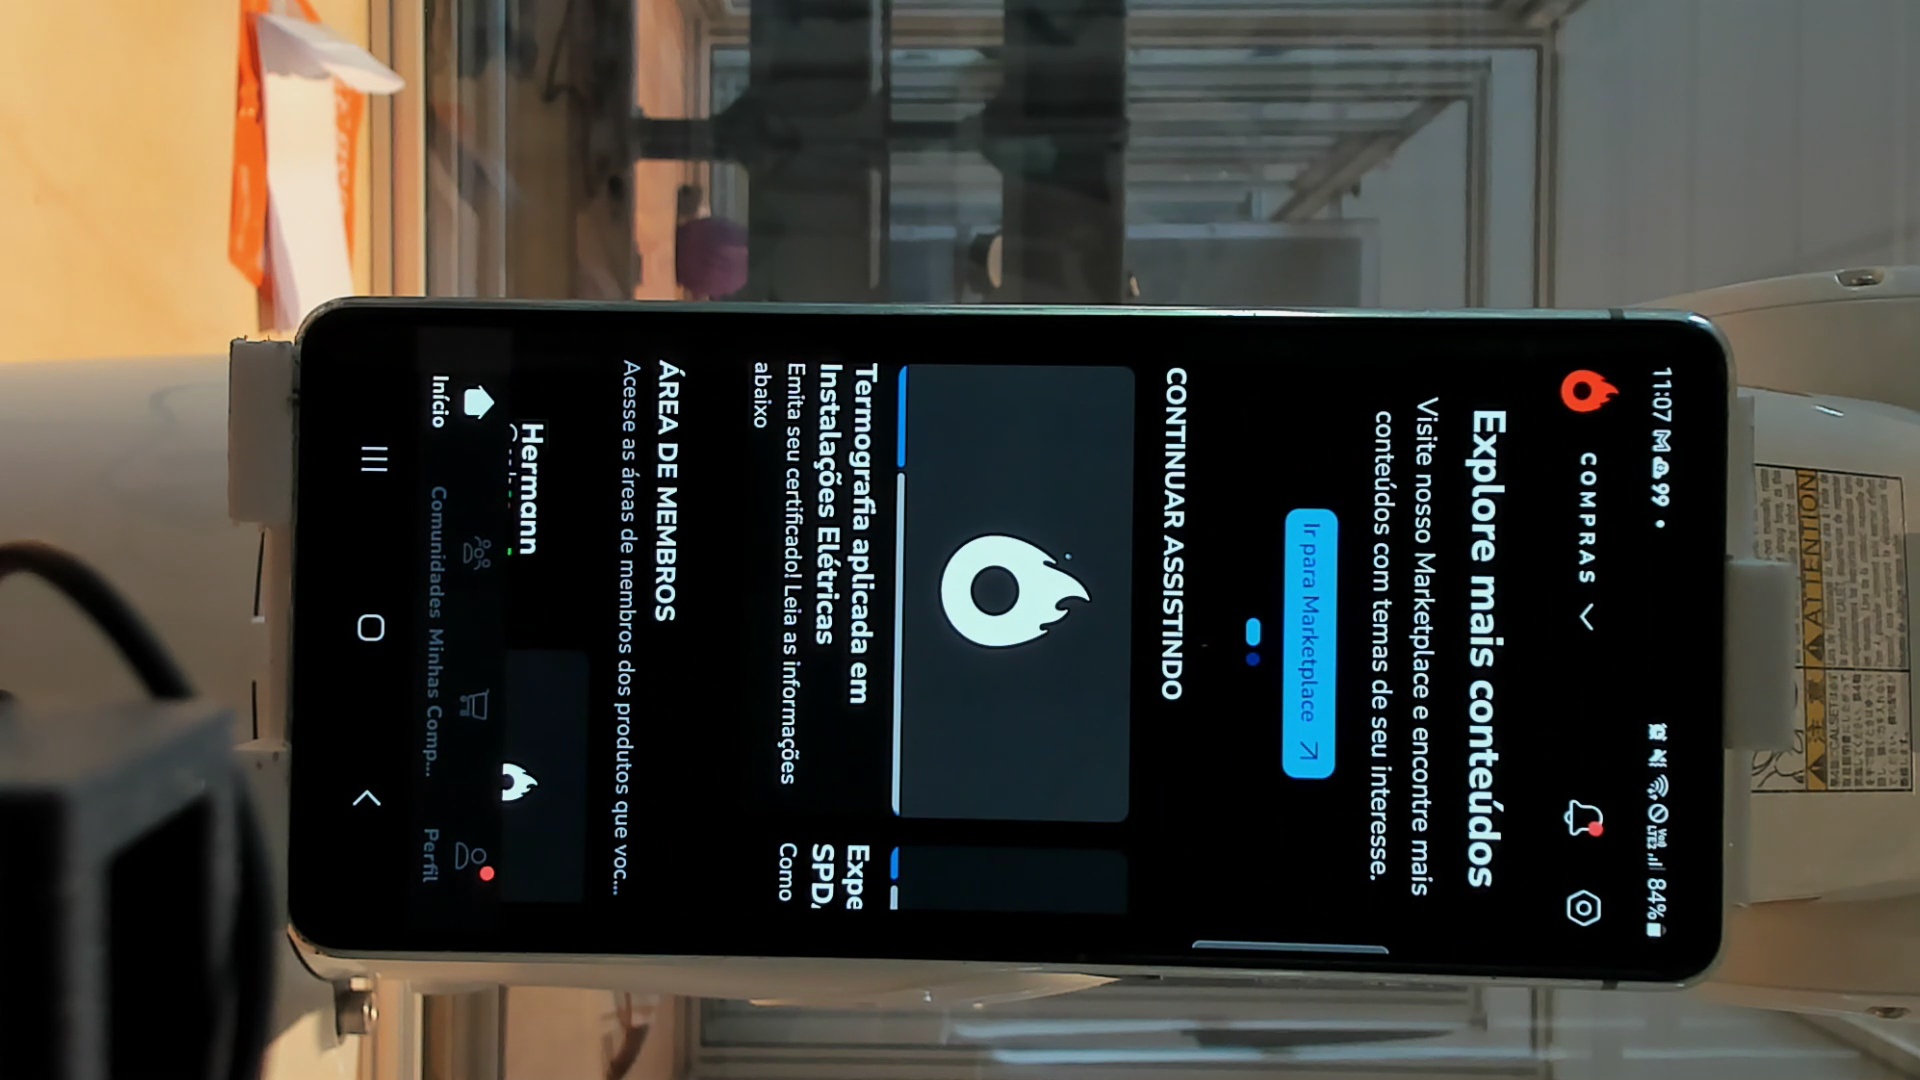 11:07
84%
COMPRAS
Explore mais conteúdos
Visite nosso Marketplace e encontre mais
conteúdos com temas de seu interesse.
Ir para Marketplace
CONTINUAR ASSISTINDO
Termografia aplicada em
Instalações Elétricas
Emita seu certificado! Leia as informações
abaixo
Expe
SPD,
Como
ÁREA DE MEMBROS
Acesse as áreas de membros dos produtos que voc...
Hermann
Início
Comunidades
Minhas Comp...
Perfil
ATTENTION